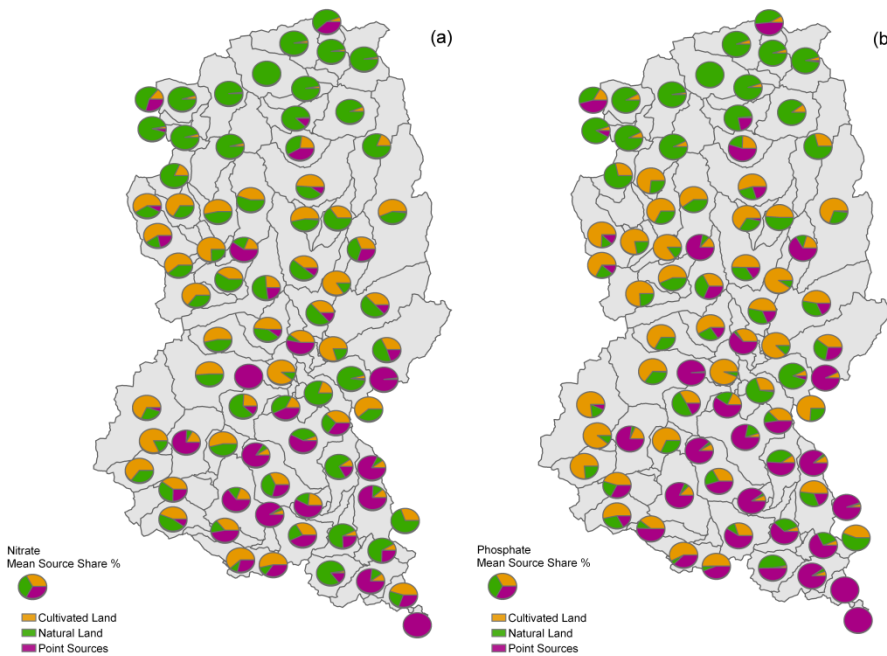 (a)
(b)
Nitrate
Mean Source Share %
Cultivated Land
Natural Land
Point Sources
Phosphate
Mean Source Share %
Cultivated Land
Natural Land
Point Sources